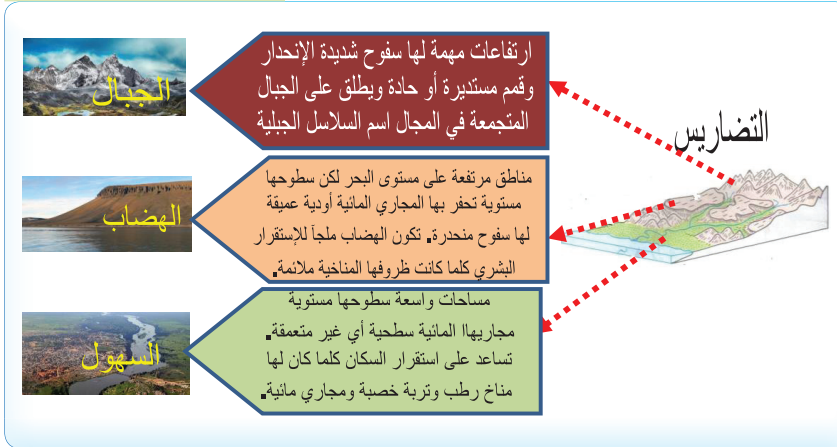 التضاريس
ارتفاعات مهمة لها سفوح شديدة الإنحدار
وقمم مستديرة أو حادة ويطلق على الجبال
المتجمعة في المجال اسم السلاسل الجبلية
الجبال
مناطق مرتفعة على مستوى البحر لكن سطوحها
مستوية تحفر بها المجاري المائية أودية عميقة
لها سفوح منحدرة. تكون الهضاب ملجآ للإستقرار
البشري كلما كانت ظروفها المناخية ملائمة.
الهضاب
مساحات واسعة سطوحها مستوية
مجاريهاا المائية سطحية أي غير متعمقة.
تساعد على استقرار السكان كلما كان لها
مناخ رطب وتربة خصبة ومجاري مائية.
السهول